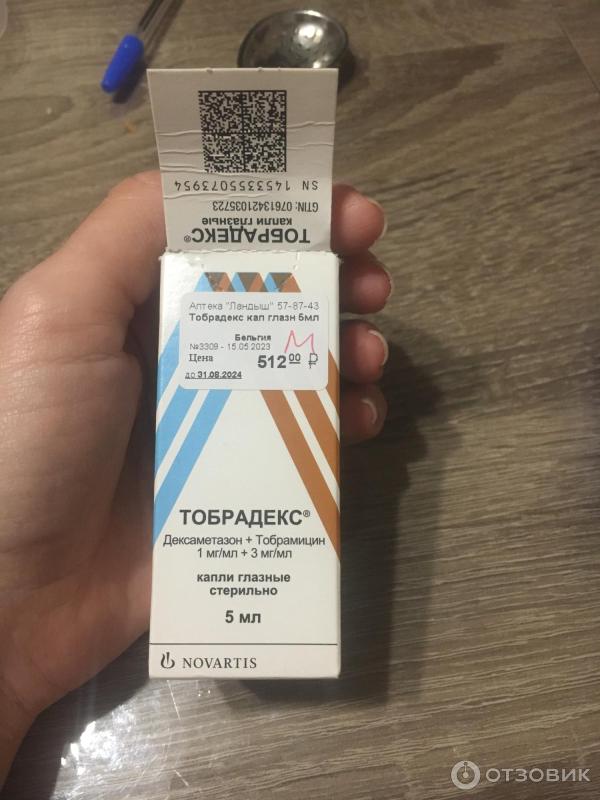 SN 1453355073954
GTIN: 07613421035723
капли глазные
ТОБРАДЕКС®
Аптека "Ландыш" 57-87-43
Тобрадекс кап глазн 5мл
Бельгия
№3309 - 15.05.2023
Цена 512 00 ₽
до 31.08.2024
М
ТОБРАДЕКС®
Дексаметазон + Тобрамицин
1 мг/мл + 3 мг/мл
капли глазные
стерильно
5 мл
NOVARTIS
ОТЗОВИК